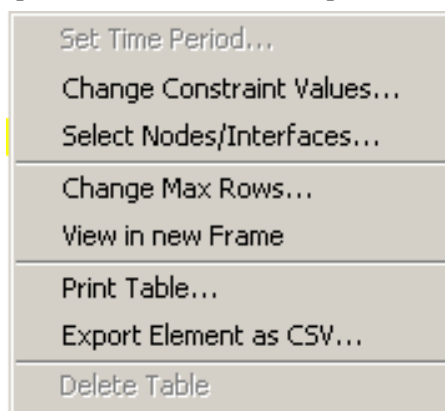 Set Time Period...
Change Constraint Values...
Select Nodes/Interfaces...
Change Max Rows...
View in new Frame
Print Table...
Export Element as CSV...
Delete Table